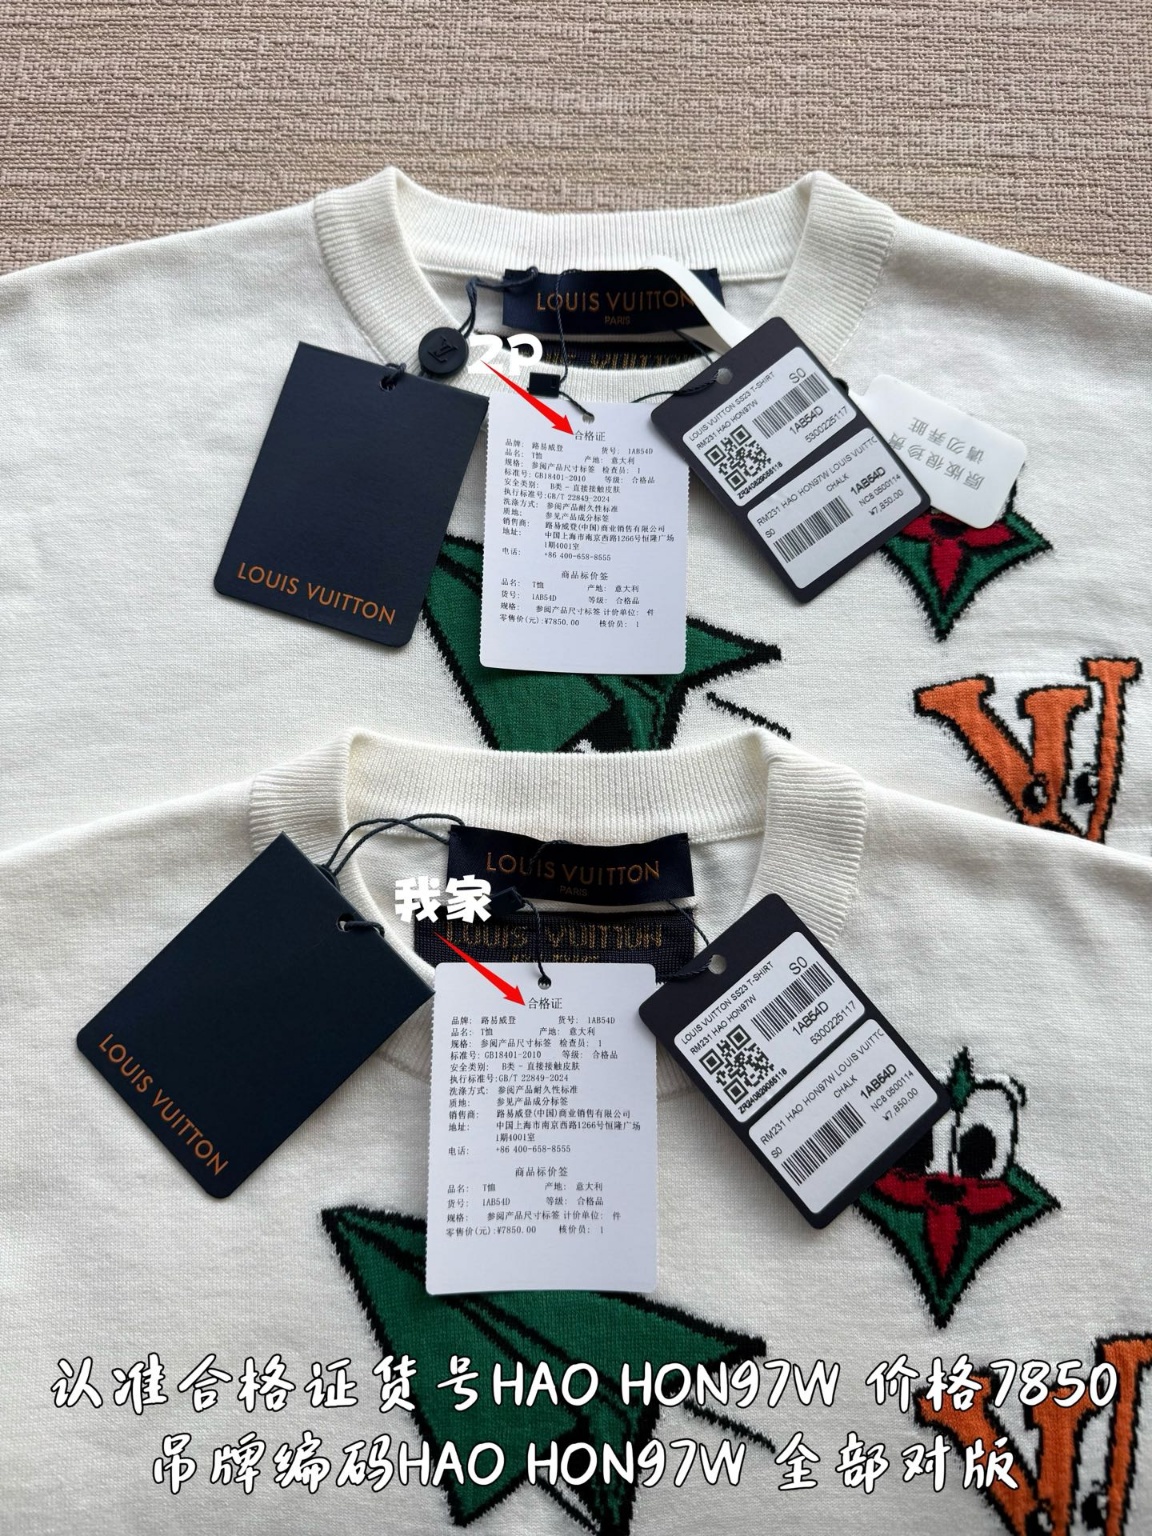 LOUIS VUITTON
PARIS
ZP
LOUIS VUITTON
合格证
品牌: 路易威登 货号: 1AB54D
品名: T恤 产地: 意大利
规格: 参阅产品尺寸标签 检查员: 1
标准号: GB18401-2010 等级: 合格品
安全类别: B类-直接接触皮肤
执行标准号:GB/T 22849-2024
洗涤方式: 参阅产品耐久性标准
质地: 参见产品成分标签
销售商: 路易威登(中国)商业销售有限公司
地址: 中国上海市南京西路1266号恒隆广场
1期4001室
电话: +86 400-658-8555
商品标价签
品名: T恤 产地: 意大利
货号: 1AB54D 等级: 合格品
规格: 参阅产品尺寸标签 计价单位: 件
零售价(元):¥7850.00 核价员: 1
LOUIS VUITTON SS23 T-SHIRT
RM231 HAO HON97W
S0
1AB54D
5300225117
ZR240829058118
RM231 HAO HON97W LOUIS VUITTO
CHALK
S0
1AB54D
NC8 0500114
¥7,850.00
原版很珍贵
请勿弄脏
LOUIS VUITTON
PARIS
我家
LOUIS VUITTON
LOUIS VUITTON
合格证
品牌: 路易威登 货号: 1AB54D
品名: T恤 产地: 意大利
规格: 参阅产品尺寸标签 检查员: 1
标准号: GB18401-2010 等级: 合格品
安全类别: B类-直接接触皮肤
执行标准号:GB/T 22849-2024
洗涤方式: 参阅产品耐久性标准
质地: 参见产品成分标签
销售商: 路易威登(中国)商业销售有限公司
地址: 中国上海市南京西路1266号恒隆广场
1期4001室
电话: +86 400-658-8555
商品标价签
品名: T恤 产地: 意大利
货号: 1AB54D 等级: 合格品
规格: 参阅产品尺寸标签 计价单位: 件
零售价(元):¥7850.00 核价员: 1
LOUIS VUITTON SS23 T-SHIRT
RM231 HAO HON97W
S0
1AB54D
5300225117
ZR240829058118
RM231 HAO HON97W LOUIS VUITTO
CHALK
S0
1AB54D
NC8 0500114
¥7,850.00
认准合格证货号HAO HON97W 价格7850
吊牌编码HAO HON97W 全部对版